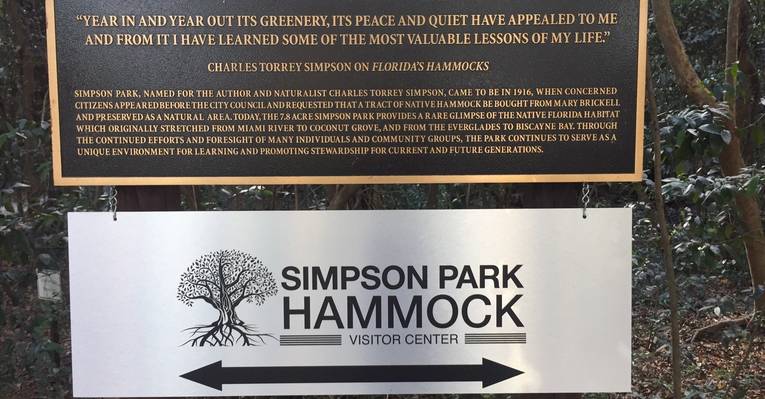 “YEAR IN AND YEAR OUT ITS GREENERY, ITS PEACE AND QUIET HAVE APPEALED TO ME
AND FROM IT I HAVE LEARNED SOME OF THE MOST VALUABLE LESSONS OF MY LIFE.”
CHARLES TORREY SIMPSON ON FLORIDA'S HAMMOCKS
SIMPSON PARK, NAMED FOR THE AUTHOR AND NATURALIST CHARLES TORREY SIMPSON, CAME TO BE IN 1916, WHEN CONCERNED
CITIZENS APPEARED BEFORE THE CITY COUNCIL AND REQUESTED THAT A TRACT OF NATIVE HAMMOCK BE BOUGHT FROM MARY BRICKELL
AND PRESERVED AS A NATURAL AREA. TODAY, THE 7.8 ACRE SIMPSON PARK PROVIDES A RARE GLIMPSE OF THE NATIVE FLORIDA HABITAT
WHICH ORIGINALLY STRETCHED FROM MIAMI RIVER TO COCONUT GROVE, AND FROM THE EVERGLADES TO BISCAYNE BAY. THROUGH
THE CONTINUED EFFORTS AND FORESIGHT OF MANY INDIVIDUALS AND COMMUNITY GROUPS, THE PARK CONTINUES TO SERVE AS A
UNIQUE ENVIRONMENT FOR LEARNING AND PROMOTING STEWARDSHIP FOR CURRENT AND FUTURE GENERATIONS.
SIMPSON PARK
HAMMOCK
VISITOR CENTER